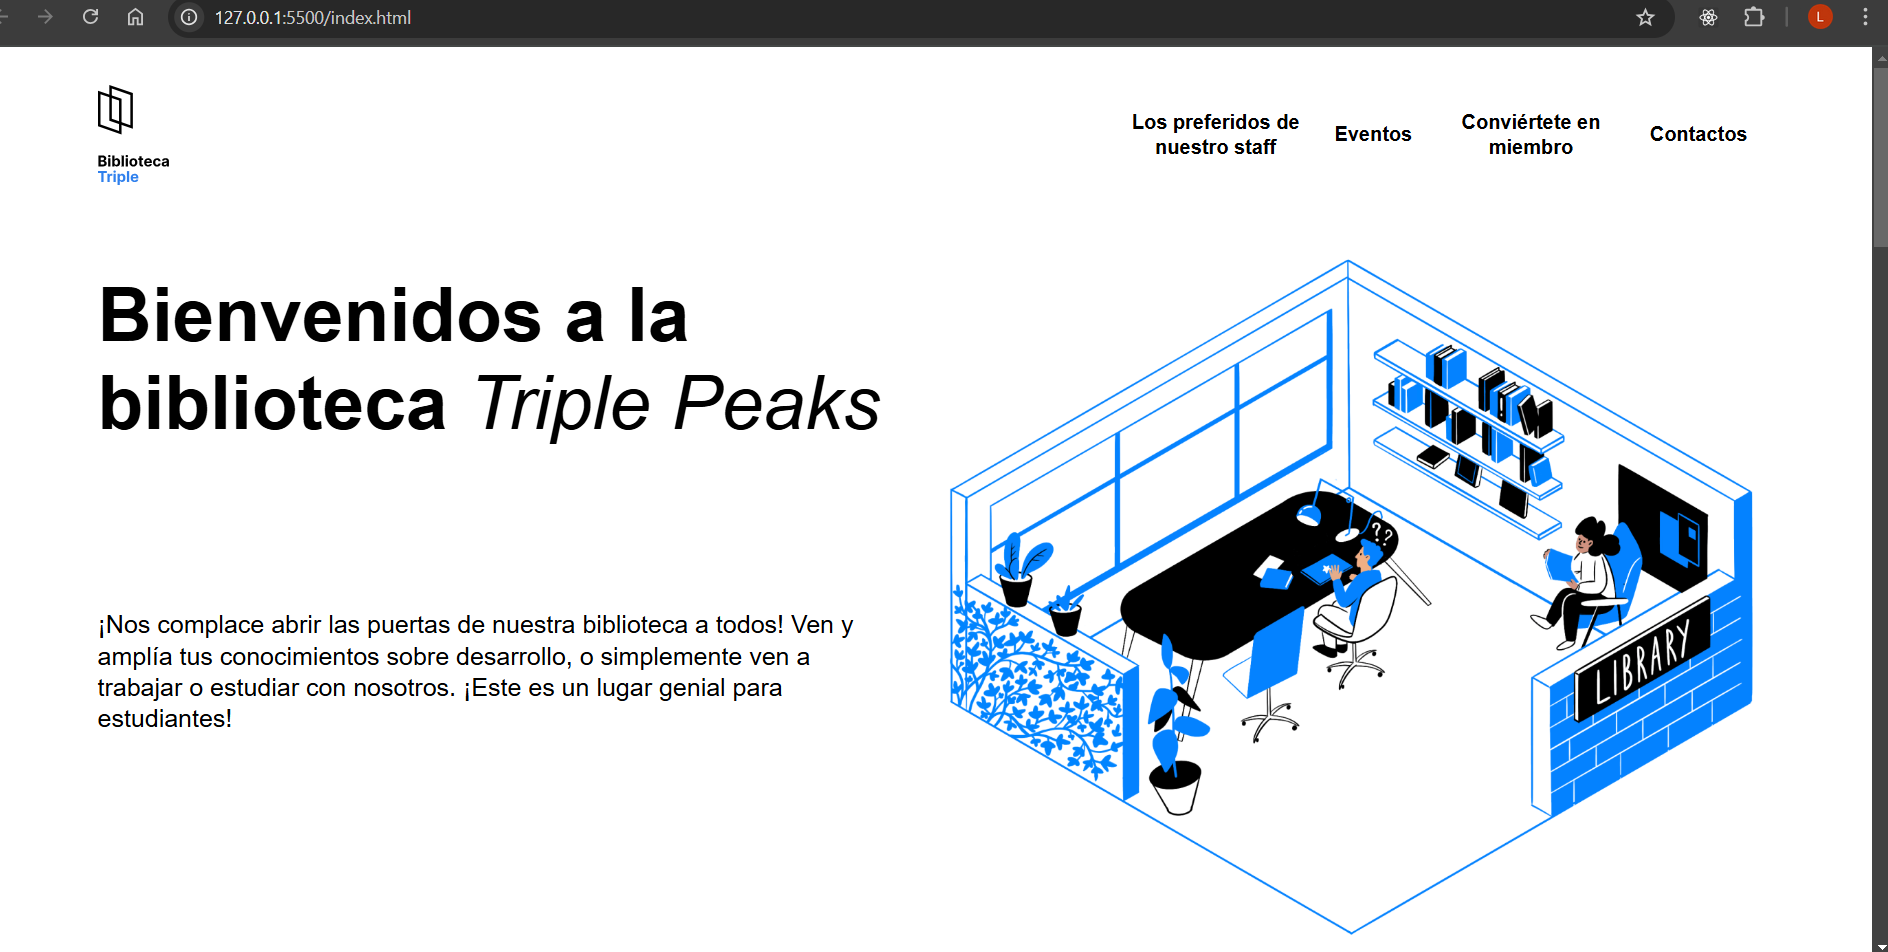 127.0.0.1:5500/index.html
L
Biblioteca
Triple
Los preferidos de
nuestro staff
Eventos
Conviértete en
miembro
Contactos
Bienvenidos a la
biblioteca Triple Peaks
¡Nos complace abrir las puertas de nuestra biblioteca a todos! Ven y
amplía tus conocimientos sobre desarrollo, o simplemente ven a
trabajar o estudiar con nosotros. ¡Este es un lugar genial para
estudiantes!
??
LIBRARY